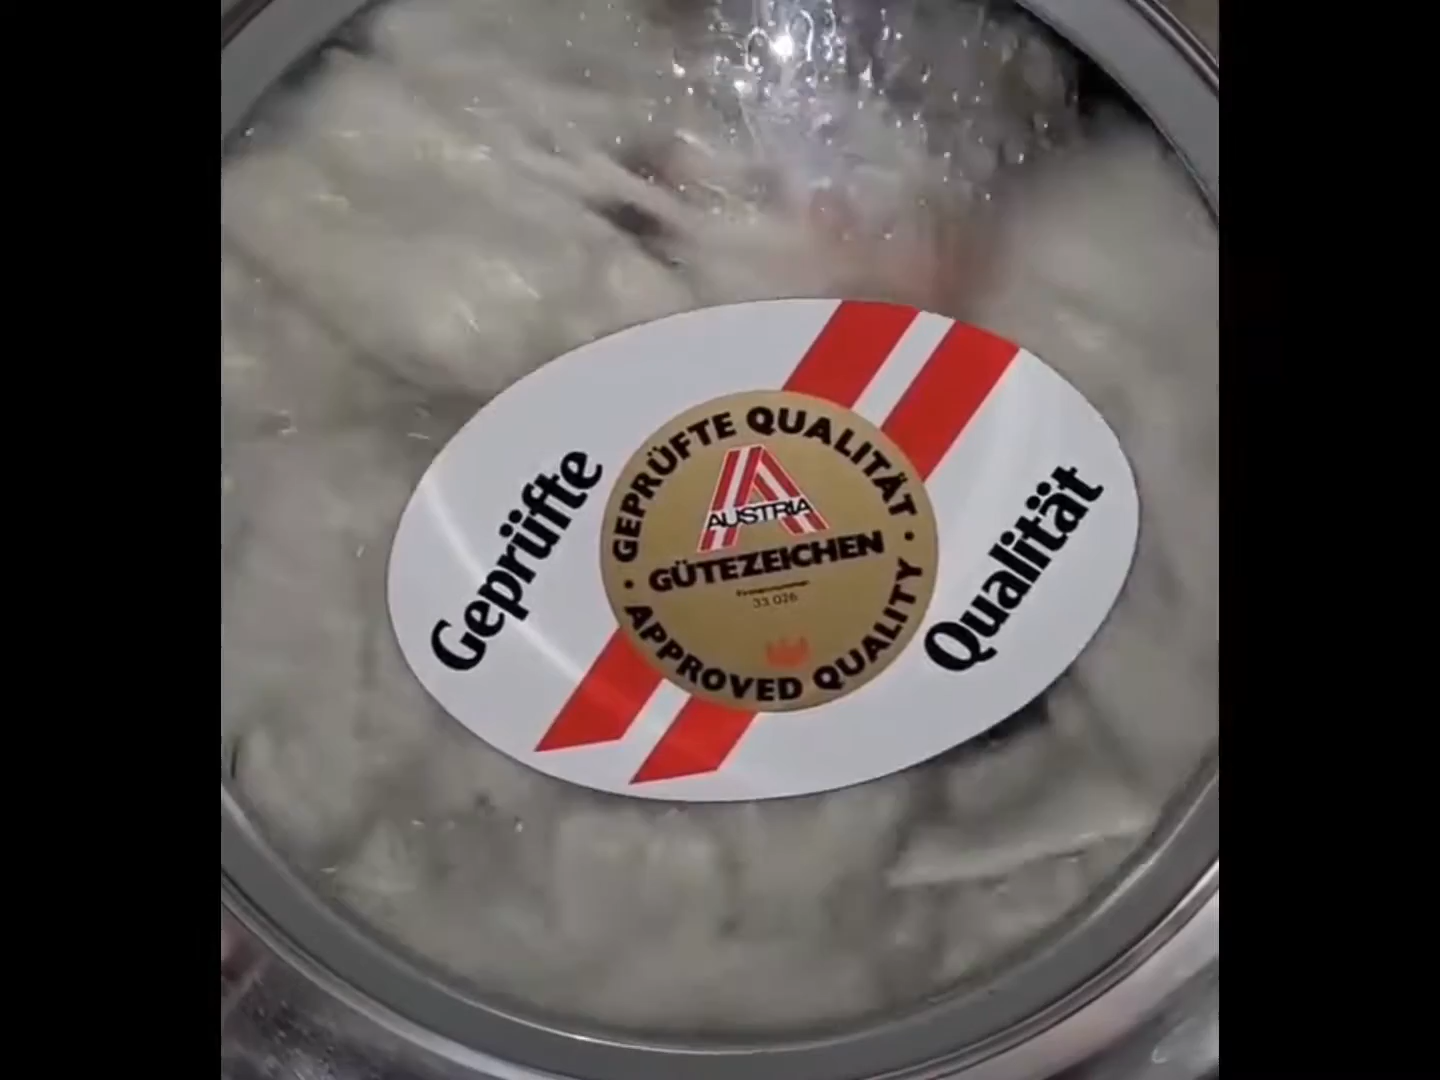 Geprüfte
GEPRÜFTE QUALITÄT
AUSTRIA
GÜTEZEICHEN
33 026
APPROVED QUALITY
Qualität